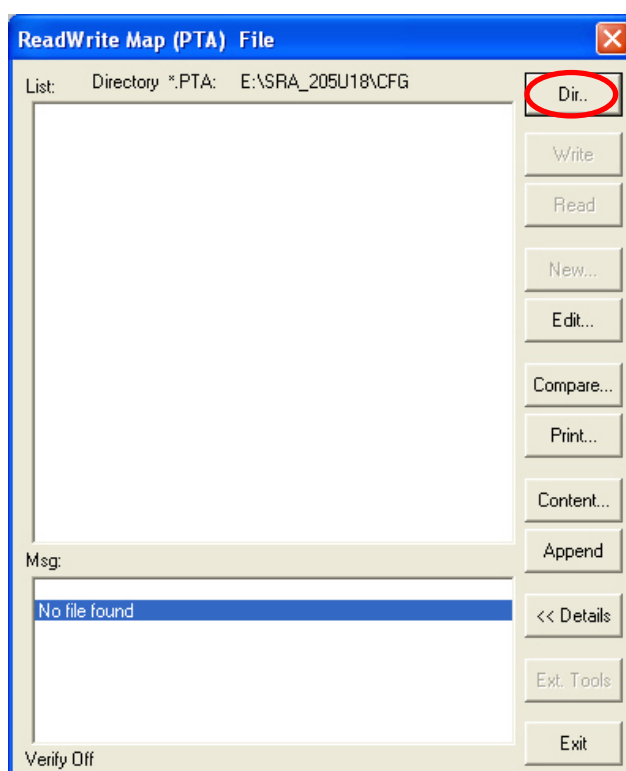 ReadWrite Map (PTA) File
List: Directory *.PTA: E:\SRA_205U18\CFG
Dir..
Write
Read
New...
Edit...
Compare...
Print...
Content...
Append
Msg:
No file found
<< Details
Ext. Tools
Exit
Verify Off